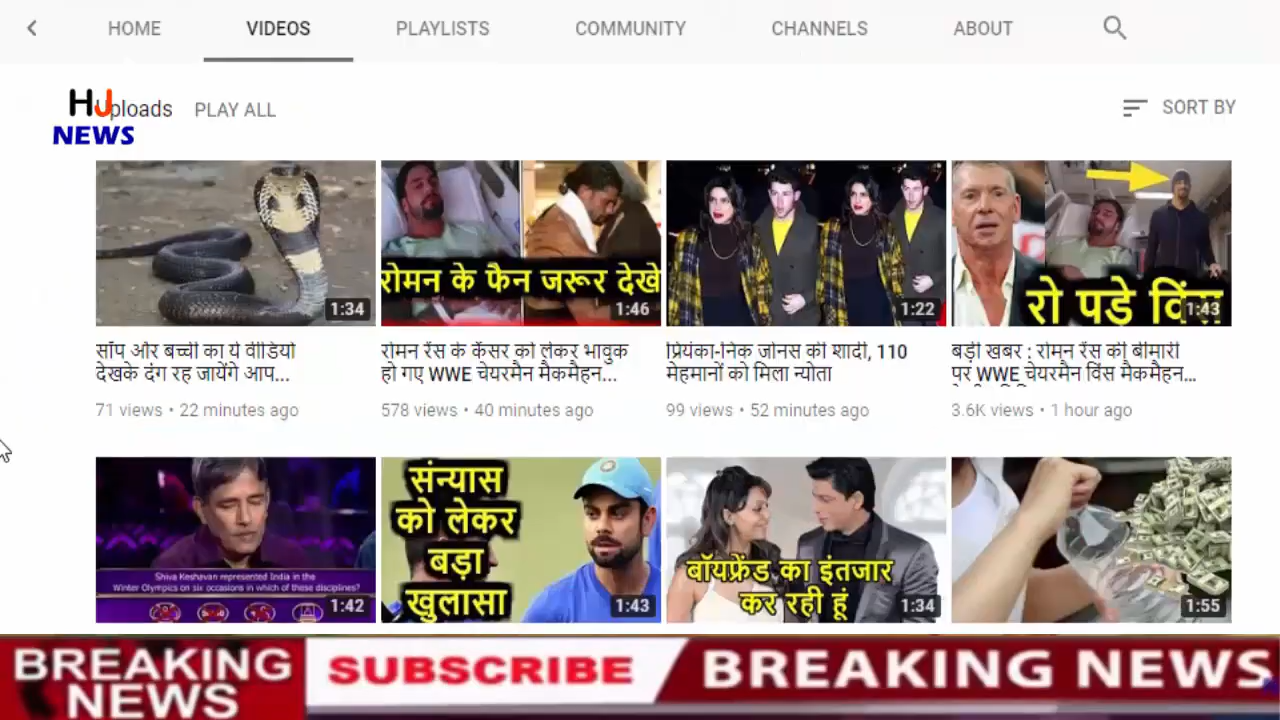 HOME VIDEOS PLAYLISTS COMMUNITY CHANNELS ABOUT
HJ
Uploads PLAY ALL SORT BY
NEWS
1:34
रोमन के फैन जरूर देखे
1:46
1:22
रो पडे विंस
1:43
साँप और बच्ची का ये वीडियो
देखके दंग रह जायेंगे आप...
71 views • 22 minutes ago
रोमन रेंस के कैंसर को लेकर भावुक
हो गए WWE चेयरमैन मैकमैहन...
578 views • 40 minutes ago
प्रियंका-निक जोनस की शादी, 110
मेहमानों को मिला न्योता
99 views • 52 minutes ago
बड़ी खबर : रोमन रेंस की बीमारी
पर WWE चेयरमैन विंस मैकमैहन...
3.6K views • 1 hour ago
Shiva Keshavan represented India in the
Winter Olympics on six occasions in which of these disciplines?
1:42
संन्यास
को लेकर
बड़ा
खुलासा
1:43
बॉयफ्रेंड का इंतजार
कर रही हूं
1:34
1:55
BREAKING
NEWS
SUBSCRIBE
BREAKING NEWS